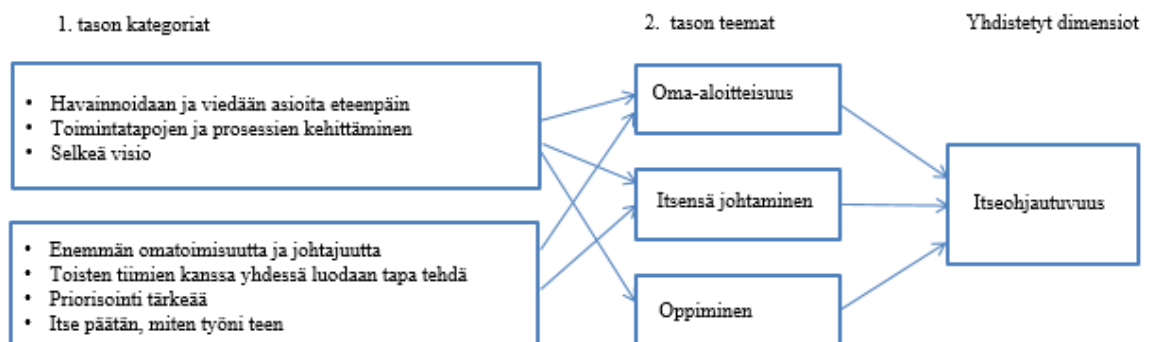 1. tason kategoriat
2. tason teemat
Yhdistetyt dimensiot
• Havainnoidaan ja viedään asioita eteenpäin
• Toimintatapojen ja prosessien kehittäminen
• Selkeä visio
• Enemmän omatoimisuutta ja johtajuutta
• Toisten tiimien kanssa yhdessä luodaan tapa tehdä
• Priorisointi tärkeää
• Itse päätän, miten työni teen
Oma-aloitteisuus
Itsensä johtaminen
Oppiminen
Itseohjautuvuus